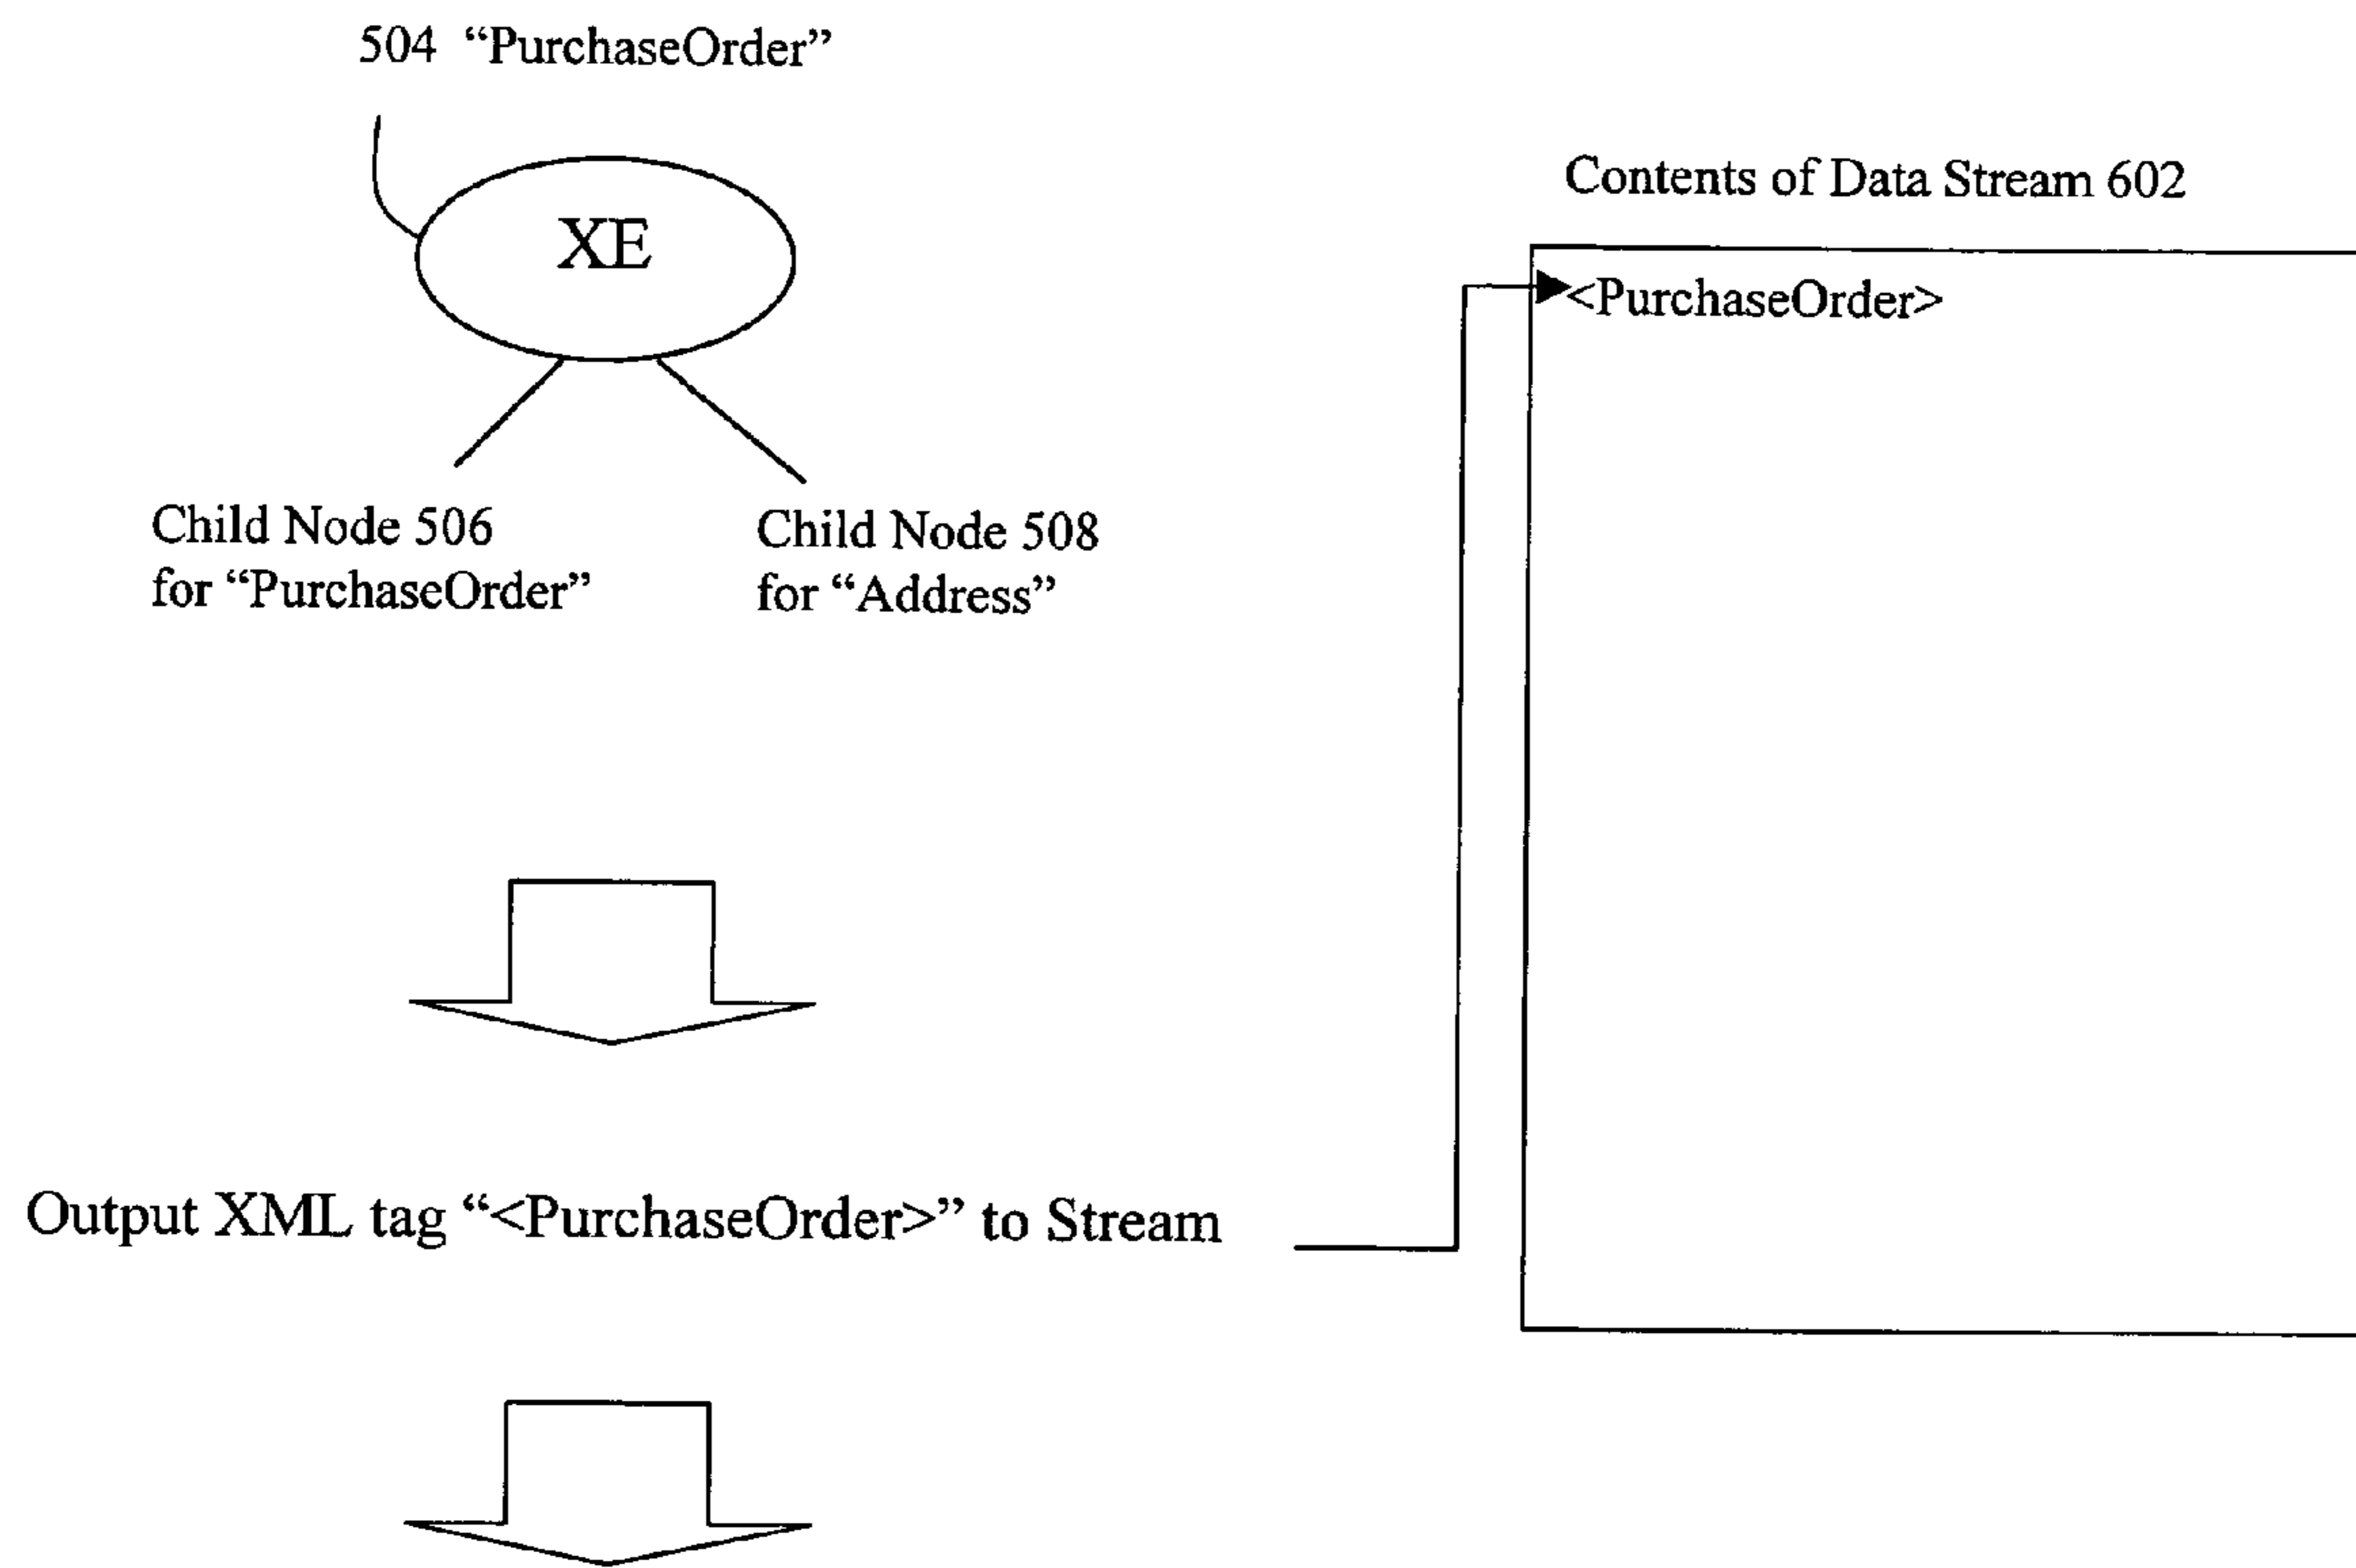 504 “PurchaseOrder”
XE
Child Node 506
for “PurchaseOrder”
Child Node 508
for “Address”
Output XML tag “<PurchaseOrder>” to Stream
Contents of Data Stream 602
<PurchaseOrder>